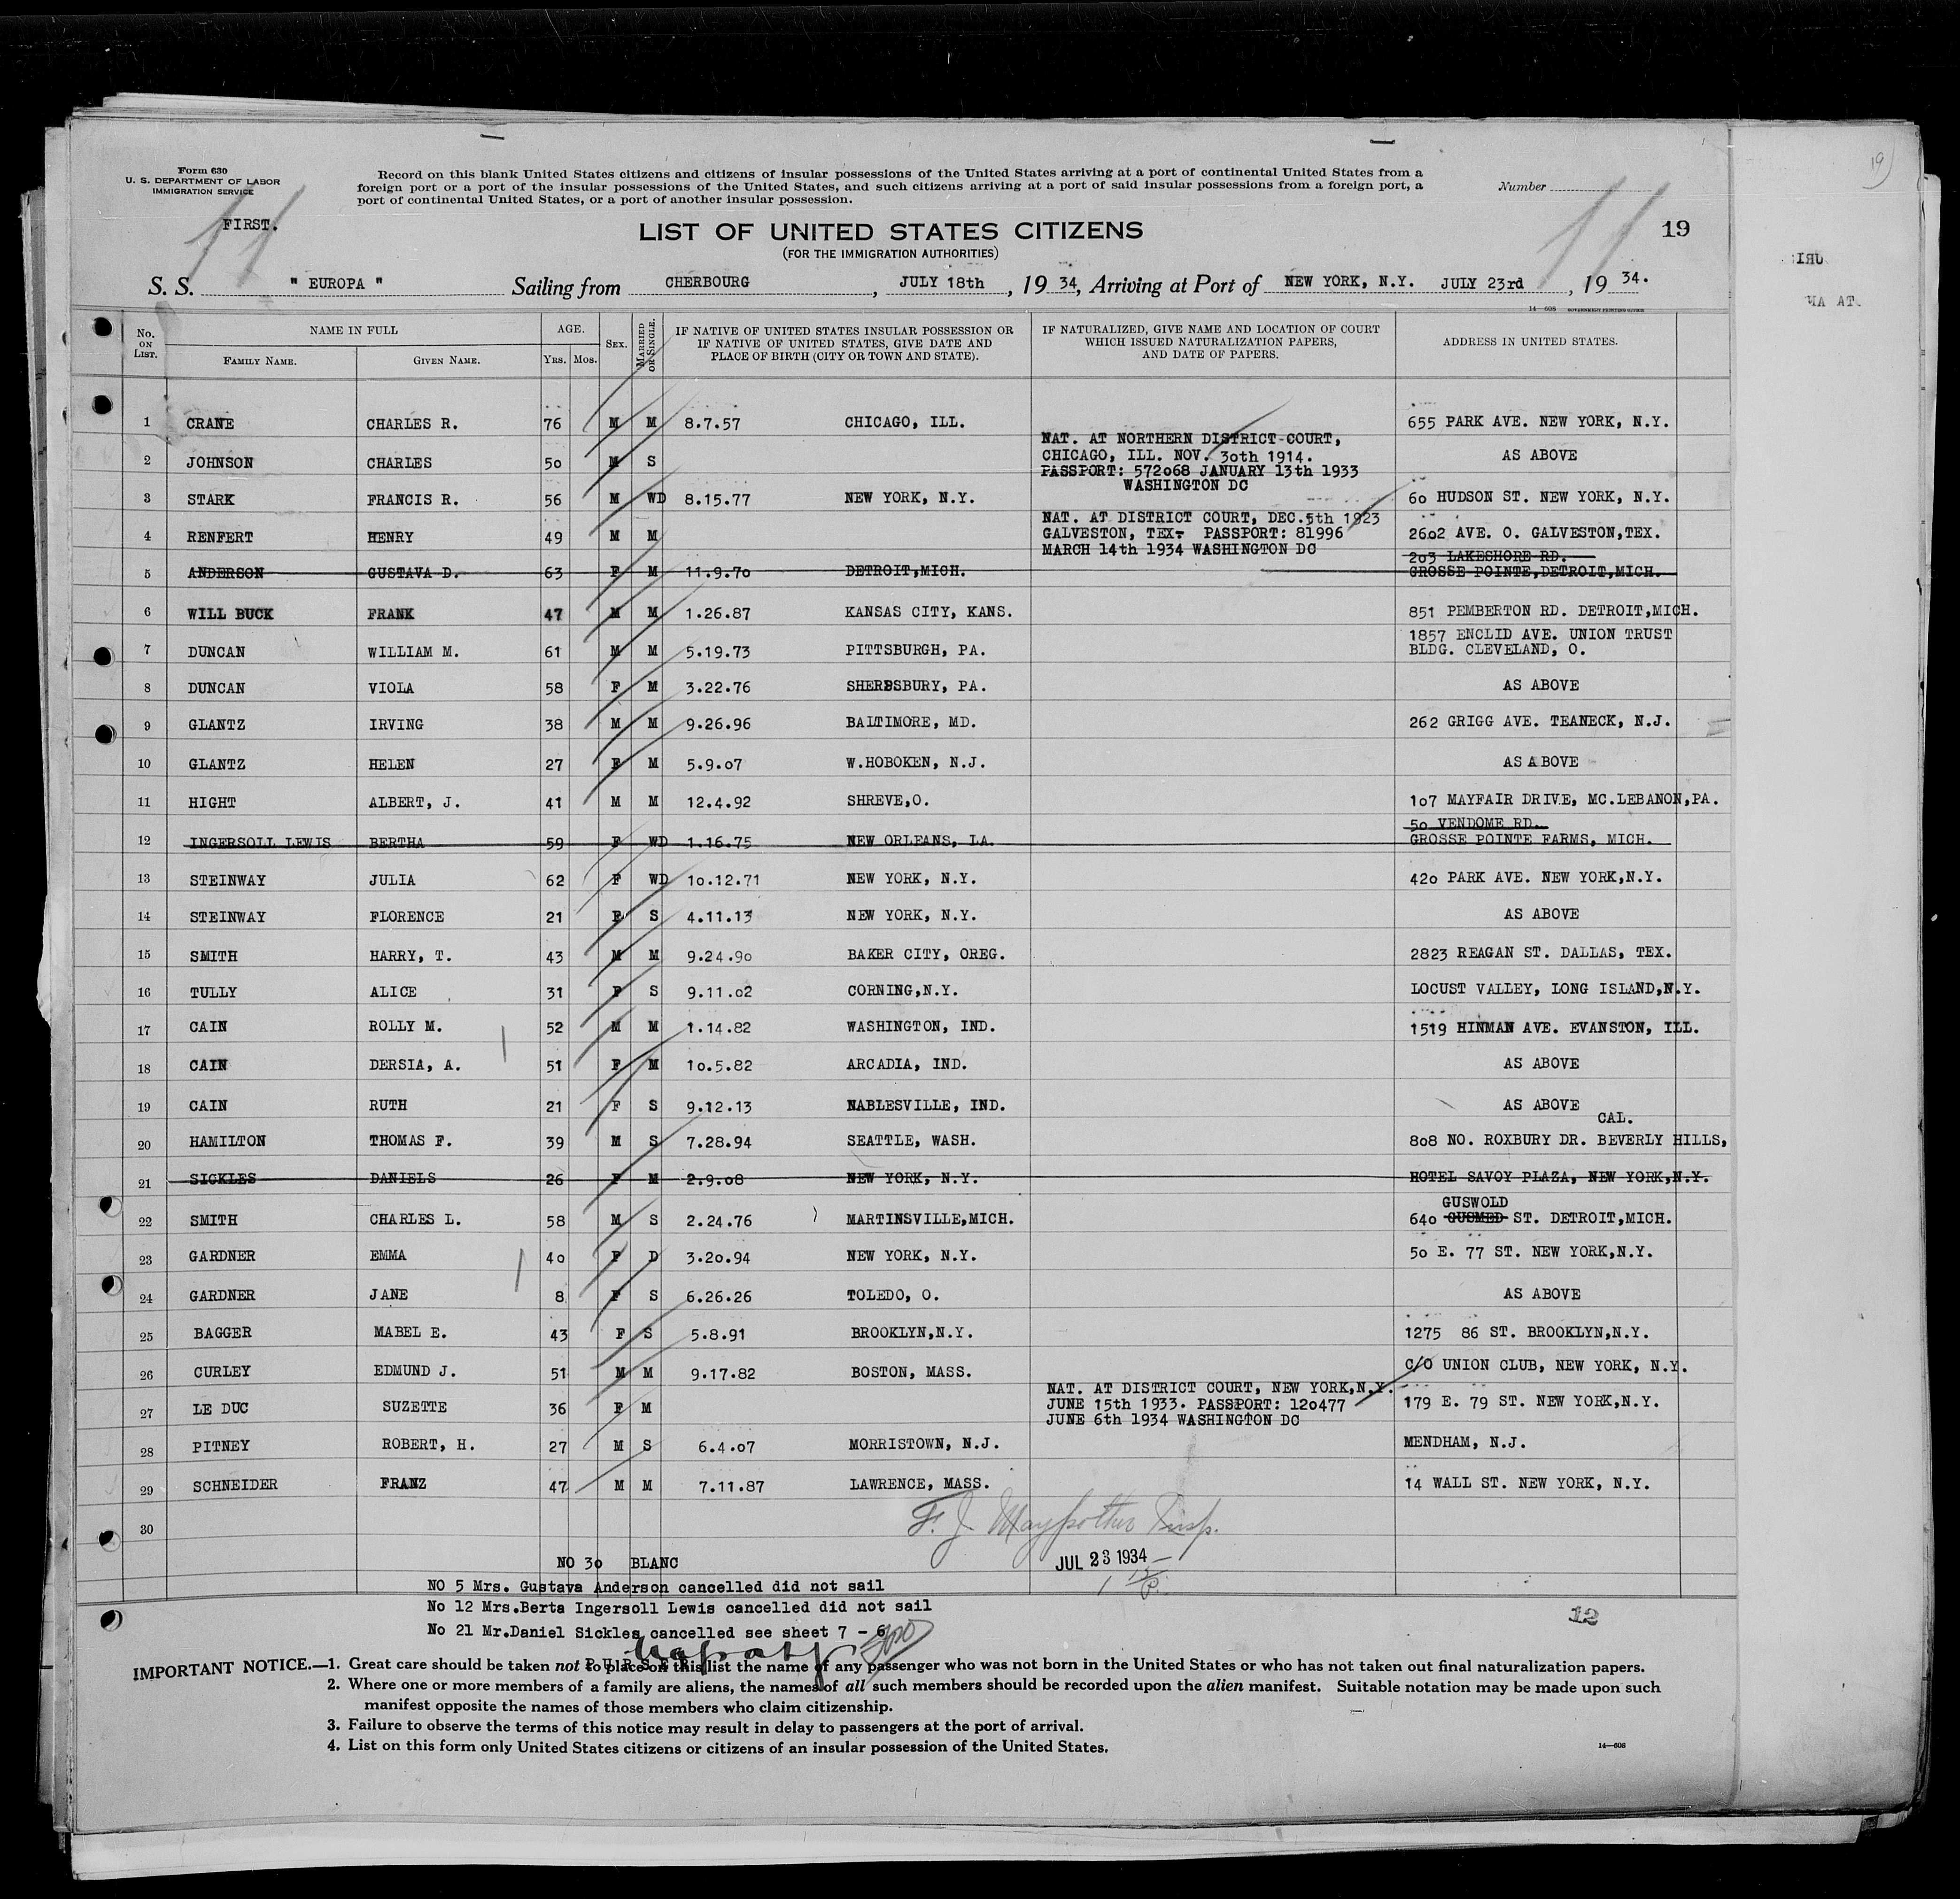 Form 630
U. S. DEPARTMENT OF LABOR
IMMIGRATION SERVICE
Record on this blank United States citizens and citizens of insular possessions of the United States arriving at a port of continental United States from a
foreign port or a port of the insular possessions of the United States, and such citizens arriving at a port of said insular possessions from a foreign port, a
port of continental United States, or a port of another insular possession.
Number
19
FIRST.
11
11
19
LIST OF UNITED STATES CITIZENS
(FOR THE IMMIGRATION AUTHORITIES)
S. S. " EUROPA " Sailing from CHERBOURG , JULY 18th , 19 34, Arriving at Port of NEW YORK, N.Y. JULY 23rd , 19 34.
14—608 GOVERNMENT PRINTING OFFICE
No. ON LIST. NAME IN FULL FAMILY NAME. GIVEN NAME. AGE. YRS. MOS. SEX. MARRIED OR SINGLE. IF NATIVE OF UNITED STATES INSULAR POSSESSION OR IF NATIVE OF UNITED STATES, GIVE DATE AND PLACE OF BIRTH (CITY OR TOWN AND STATE). IF NATURALIZED, GIVE NAME AND LOCATION OF COURT WHICH ISSUED NATURALIZATION PAPERS, AND DATE OF PAPERS. ADDRESS IN UNITED STATES.
1 CRANE CHARLES R. 76 M M 8.7.57 CHICAGO, ILL. 655 PARK AVE. NEW YORK, N.Y.
NAT. AT NORTHERN DISTRICT-COURT,
2 JOHNSON CHARLES 50 M S CHICAGO, ILL. NOV. 30th 1914. AS ABOVE
PASSPORT: 572068 JANUARY 13th 1933
WASHINGTON DC
3 STARK FRANCIS R. 56 M WD 8.15.77 NEW YORK, N.Y. 60 HUDSON ST. NEW YORK, N.Y.
NAT. AT DISTRICT COURT, DEC.5th 1923
4 RENFERT HENRY 49 M M GALVESTON, TEX- PASSPORT: 81996 2602 AVE. O. GALVESTON,TEX.
MARCH 14th 1934 WASHINGTON DC
203 LAKESHORE RD.
5 ANDERSON GUSTAVA D. 63 F M 11.9.70 DETROIT,MICH. GROSSE POINTE,DETROIT,MICH.
6 WILL BUCK FRANK 47 M M 1.26.87 KANSAS CITY, KANS. 851 PEMBERTON RD. DETROIT,MICH.
1857 ENCLID AVE. UNION TRUST
7 DUNCAN WILLIAM M. 61 M M 5.19.73 PITTSBURGH, PA. BLDG. CLEVELAND, O.
8 DUNCAN VIOLA 58 F M 3.22.76 SHERDSBURY, PA. AS ABOVE
9 GLANTZ IRVING 38 M M 9.26.96 BALTIMORE, MD. 262 GRIGG AVE. TEANECK, N.J.
10 GLANTZ HELEN 27 F M 5.9.07 W.HOBOKEN, N.J. AS ABOVE
11 HIGHT ALBERT, J. 41 M M 12.4.92 SHREVE,O. 107 MAYFAIR DRIVE, MC.LEBANON,PA.
50 VENDOME RD.
12 INGERSOLL LEWIS BERTHA 59 F WD 1.16.75 NEW ORLEANS, LA. GROSSE POINTE FARMS, MICH.
13 STEINWAY JULIA 62 F WD 10.12.71 NEW YORK, N.Y. 420 PARK AVE. NEW YORK,N.Y.
14 STEINWAY FLORENCE 21 F S 4.11.13 NEW YORK, N.Y. AS ABOVE
15 SMITH HARRY, T. 43 M M 9.24.90 BAKER CITY, OREG. 2823 REAGAN ST. DALLAS, TEX.
16 TULLY ALICE 31 F S 9.11.02 CORNING,N.Y. LOCUST VALLEY, LONG ISLAND,N.Y.
17 CAIN ROLLY M. 52 M M 1.14.82 WASHINGTON, IND. 1519 HINMAN AVE. EVANSTON, ILL.
18 CAIN DERSIA, A. 51 F M 10.5.82 ARCADIA, IND. AS ABOVE
19 CAIN RUTH 21 F S 9.12.13 NABLESVILLE, IND. AS ABOVE
CAL.
20 HAMILTON THOMAS F. 39 M S 7.28.94 SEATTLE, WASH. 808 NO. ROXBURY DR. BEVERLY HILLS,
21 SICKLES DANIELS 26 F M 2.9.08 NEW YORK, N.Y. HOTEL SAVOY PLAZA, NEW YORK,N.Y.
GUSWOLD
22 SMITH CHARLES L. 58 M S 2.24.76 MARTINSVILLE,MICH. 640 GUSMED ST. DETROIT,MICH.
23 GARDNER EMMA 40 F D 3.20.94 NEW YORK, N.Y. 50 E. 77 ST. NEW YORK,N.Y.
24 GARDNER JANE 8 F S 6.26.26 TOLEDO, O. AS ABOVE
25 BAGGER MABEL E. 43 F S 5.8.91 BROOKLYN,N.Y. 1275 86 ST. BROOKLYN,N.Y.
26 CURLEY EDMUND J. 51 M M 9.17.82 BOSTON, MASS. C/O UNION CLUB, NEW YORK, N.Y.
NAT. AT DISTRICT COURT, NEW YORK,N.Y.
27 LE DUC SUZETTE 36 F M JUNE 15th 1933. PASSPORT: 120477 179 E. 79 ST. NEW YORK,N.Y.
JUNE 6th 1934 WASHINGTON DC
28 PITNEY ROBERT, H. 27 M S 6.4.07 MORRISTOWN, N.J. MENDHAM, N.J.
29 SCHNEIDER FRANZ 47 M M 7.11.87 LAWRENCE, MASS. 14 WALL ST. NEW YORK, N.Y.
30
NO 30 BLANC
JUL 23 1934
NO 5 Mrs. Gustava Anderson cancelled did not sail
No 12 Mrs.Berta Ingersoll Lewis cancelled did not sail
No 21 Mr.Daniel Sickles cancelled see sheet 7 - 6
12
PURSER
IMPORTANT NOTICE.—1. Great care should be taken not to place on this list the name of any passenger who was not born in the United States or who has not taken out final naturalization papers.
2. Where one or more members of a family are aliens, the names of all such members should be recorded upon the alien manifest. Suitable notation may be made upon such
manifest opposite the names of those members who claim citizenship.
3. Failure to observe the terms of this notice may result in delay to passengers at the port of arrival.
4. List on this form only United States citizens or citizens of an insular possession of the United States.
14—608